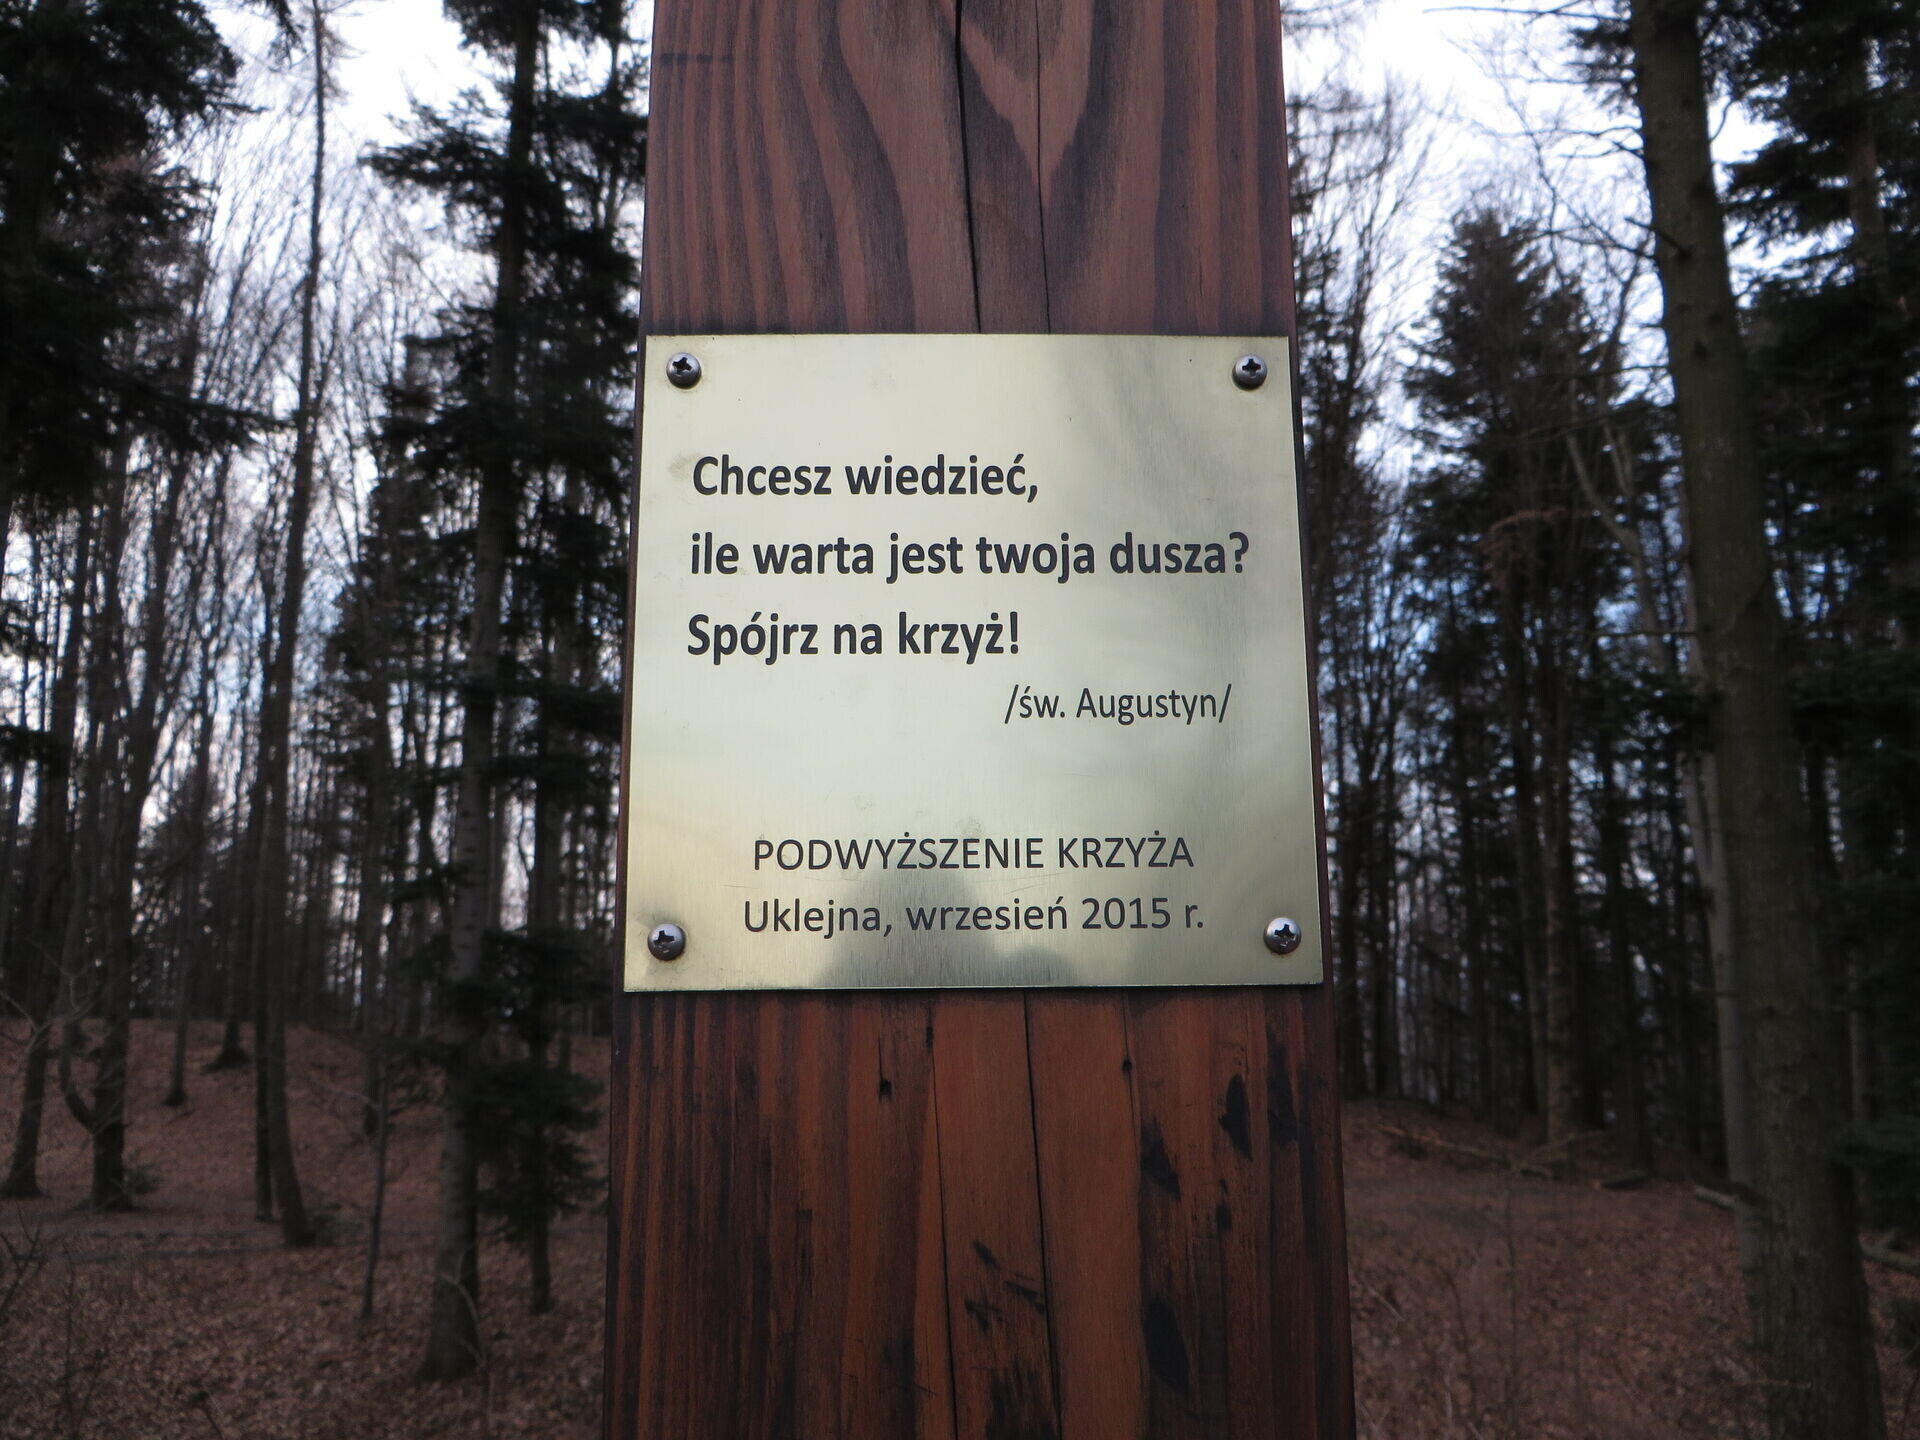 Chcesz wiedzieć,
ile warta jest twoja dusza?
Spójrz na krzyż!
/św. Augustyn/
PODWYŻSZENIE KRZYŻA
Uklejna, wrzesień 2015 r.